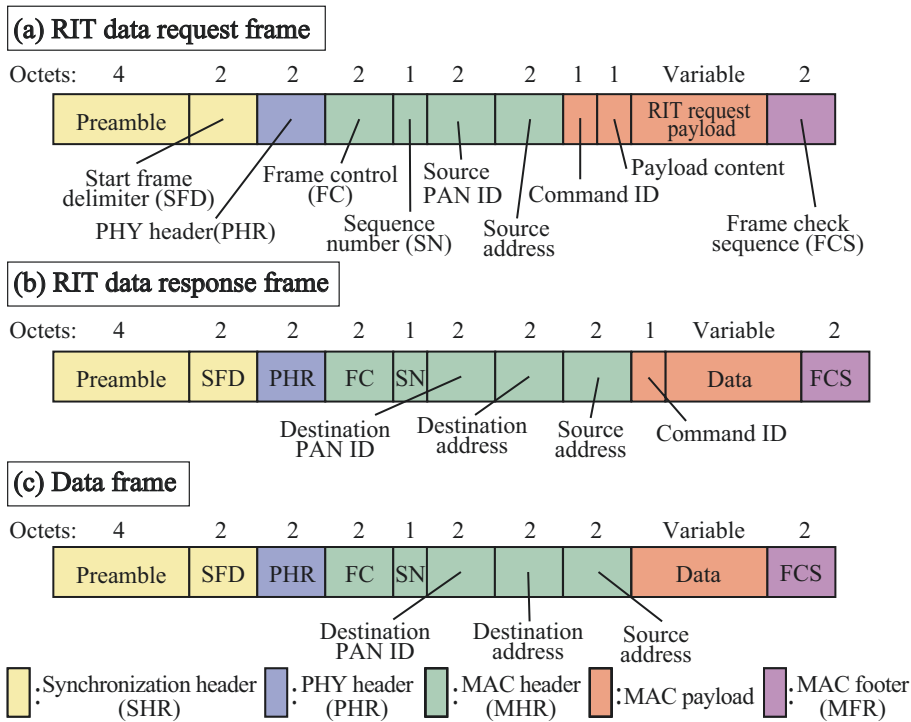 (a) RIT data request frame
Octets: 4 2 2 2 1 2 2 1 1 Variable 2
Preamble
RIT request
payload
Start frame
delimiter (SFD)
PHY header(PHR)
Frame control
(FC)
Sequence
number (SN)
Source
PAN ID
Source
address
Command ID
Payload content
Frame check
sequence (FCS)
(b) RIT data response frame
Octets: 4 2 2 2 1 2 2 2 1 Variable 2
Preamble SFD PHR FC SN Data FCS
Destination
PAN ID
Destination
address
Source
address
Command ID
(c) Data frame
Octets: 4 2 2 2 1 2 2 2 Variable 2
Preamble SFD PHR FC SN Data FCS
Destination
PAN ID
Destination
address
Source
address
:Synchronization header
(SHR)
:PHY header
(PHR)
:MAC header
(MHR)
:MAC payload
:MAC footer
(MFR)